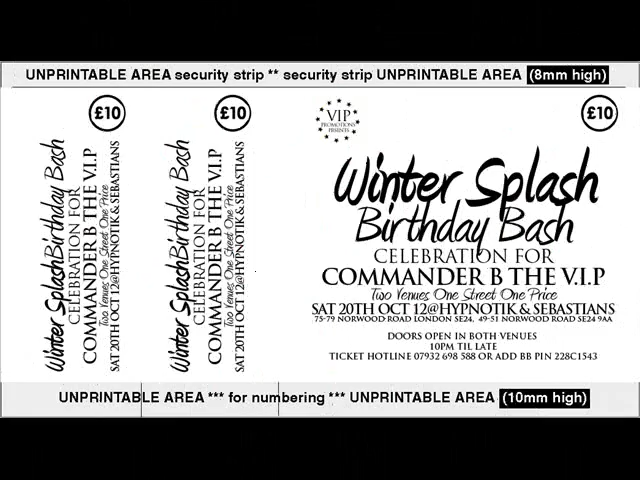 UNPRINTABLE AREA security strip ** security strip UNPRINTABLE AREA (8mm high)
£10
Winter Splash Birthday Bash
CELEBRATION FOR
COMMANDER B THE V.I.P
Two Venues One Street One Price
SAT 20TH OCT 12@HYPNOTIK & SEBASTIANS
£10
Winter Splash Birthday Bash
CELEBRATION FOR
COMMANDER B THE V.I.P
Two Venues One Street One Price
SAT 20TH OCT 12@HYPNOTIK & SEBASTIANS
VIP
PROMOTIONS
PRESENTS
£10
Winter Splash
Birthday Bash
CELEBRATION FOR
COMMANDER B THE V.I.P
Two Venues One Street One Price
SAT 20TH OCT 12@HYPNOTIK & SEBASTIANS
75-79 NORWOOD ROAD LONDON SE24, 49-51 NORWOOD ROAD SE24 9AA
DOORS OPEN IN BOTH VENUES
10PM TIL LATE
TICKET HOTLINE 07932 698 588 OR ADD BB PIN 228C1543
UNPRINTABLE AREA *** for numbering *** UNPRINTABLE AREA (10mm high)